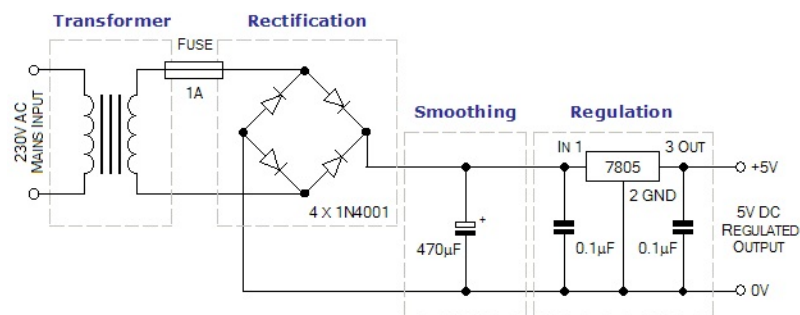 Transformer
Rectification
FUSE
1A
230V AC
MAINS INPUT
4 X 1N4001
Smoothing
Regulation
IN 1
7805
3 OUT
2 GND
+
470µF
0.1µF
0.1µF
+5V
5V DC
REGULATED
OUTPUT
0V